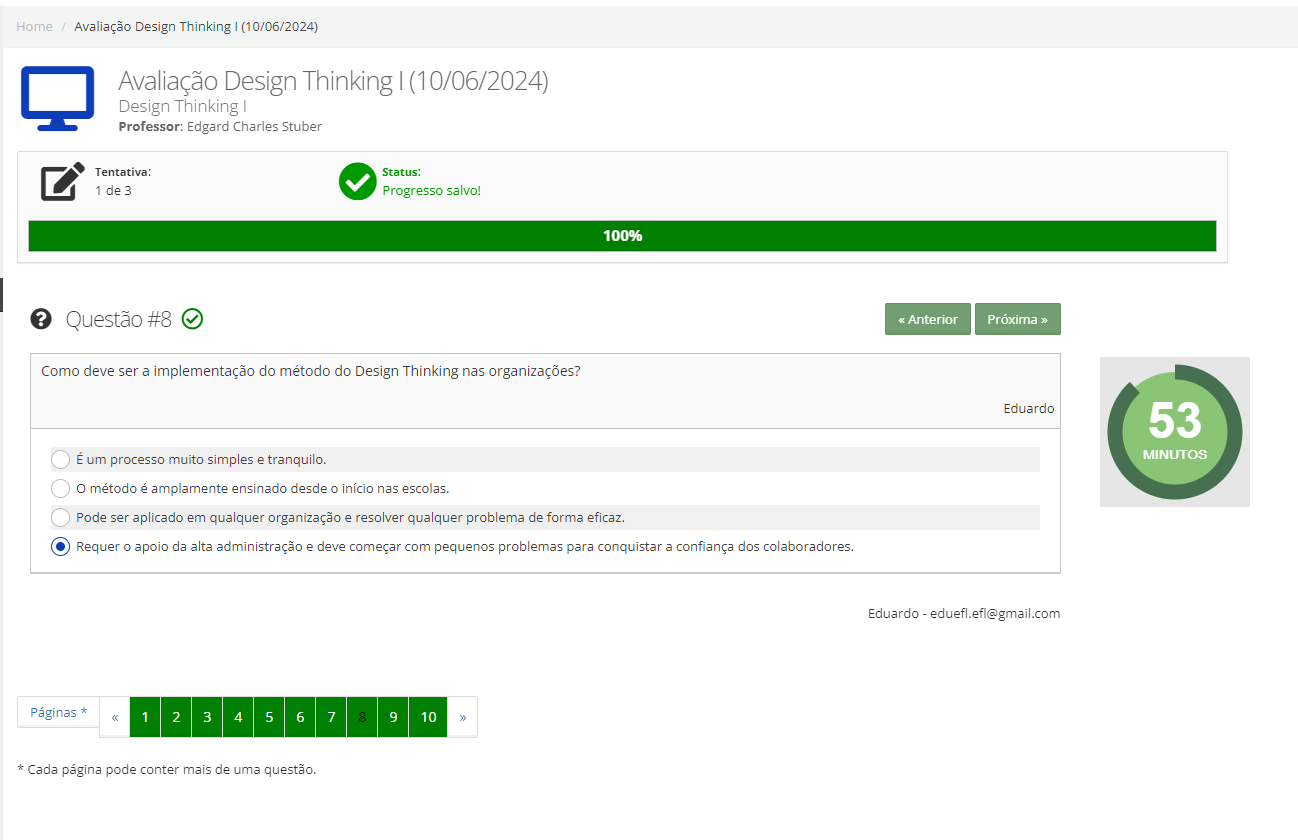 Home / Avaliação Design Thinking I (10/06/2024)
Avaliação Design Thinking I (10/06/2024)
Design Thinking I
Professor: Edgard Charles Stuber
Tentativa:
1 de 3
Status:
Progresso salvo!
100%
Questão #8
« Anterior
Próxima »
Como deve ser a implementação do método do Design Thinking nas organizações?
Eduardo
É um processo muito simples e tranquilo.
O método é amplamente ensinado desde o início nas escolas.
Pode ser aplicado em qualquer organização e resolver qualquer problema de forma eficaz.
Requer o apoio da alta administração e deve começar com pequenos problemas para conquistar a confiança dos colaboradores.
53
MINUTOS
Eduardo - eduefl.efl@gmail.com
Páginas * « 1 2 3 4 5 6 7 8 9 10 »
* Cada página pode conter mais de uma questão.